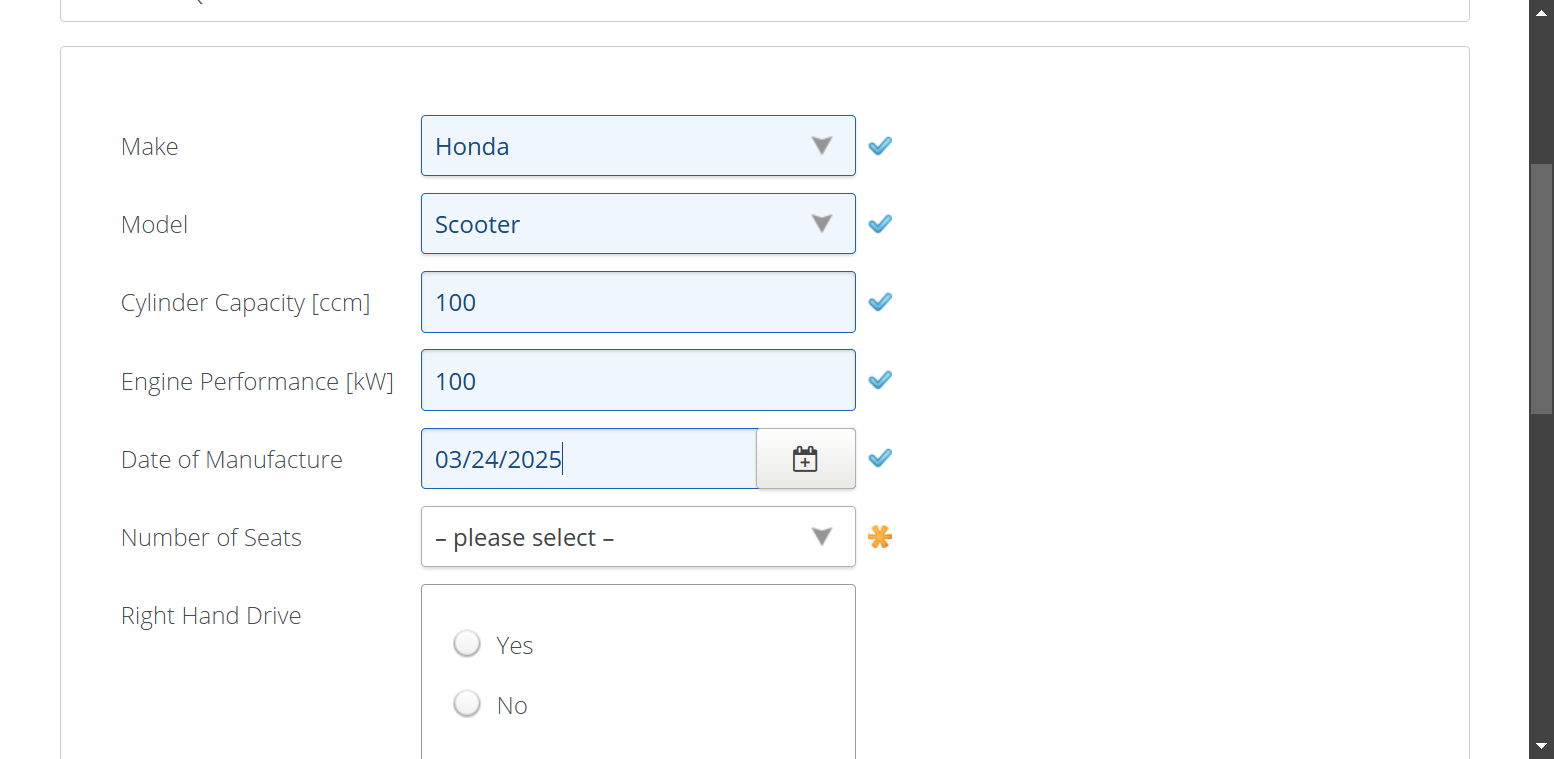 Make Honda
Model Scooter
Cylinder Capacity [ccm] 100
Engine Performance [kW] 100
Date of Manufacture 03/24/2025
Number of Seats – please select –
Right Hand Drive
Yes
No